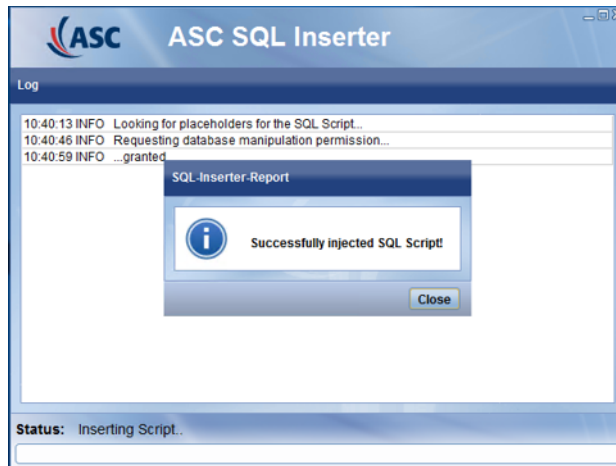 ASC
ASC SQL Inserter
Log
10:40:13 INFO Looking for placeholders for the SQL Script...
10:40:46 INFO Requesting database manipulation permission...
10:40:59 INFO ...granted
SQL-Inserter-Report
Successfully injected SQL Script!
Close
Status: Inserting Script..